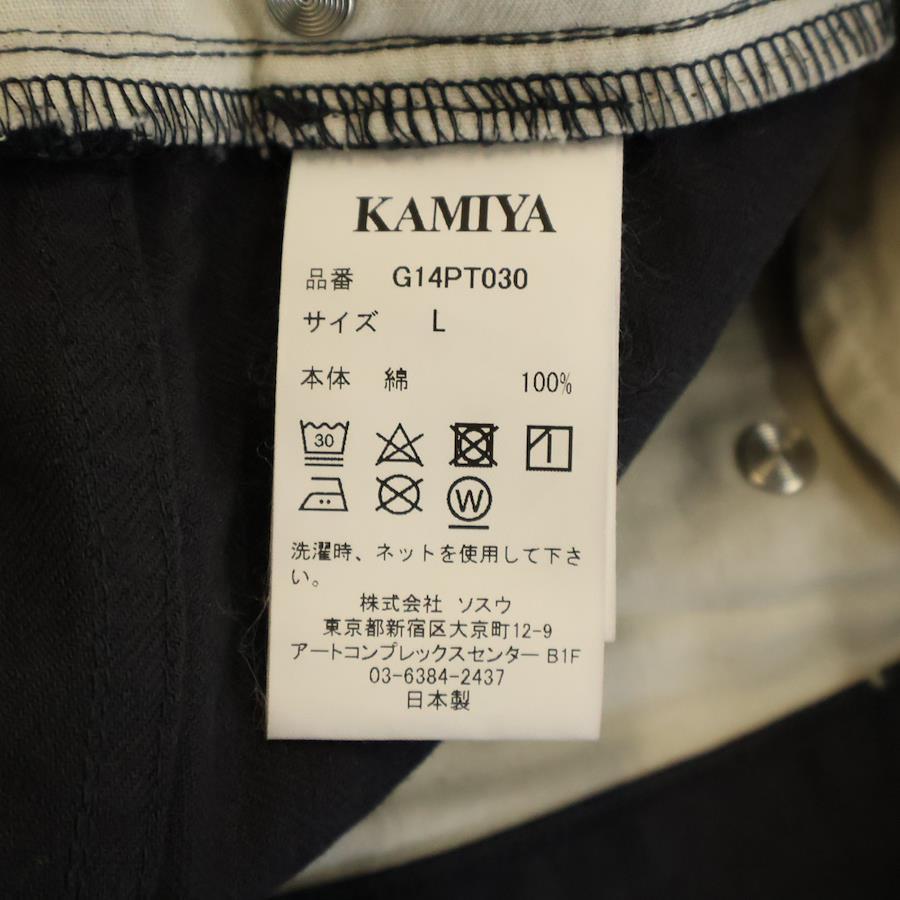 KAMIYA
品番 G14PT030
サイズ L
本体 綿 100%
30
W
洗濯時、ネットを使用して下さ
い。
株式会社 ソスウ
東京都新宿区大京町12-9
アートコンプレックスセンター B1F
03-6384-2437
日本製